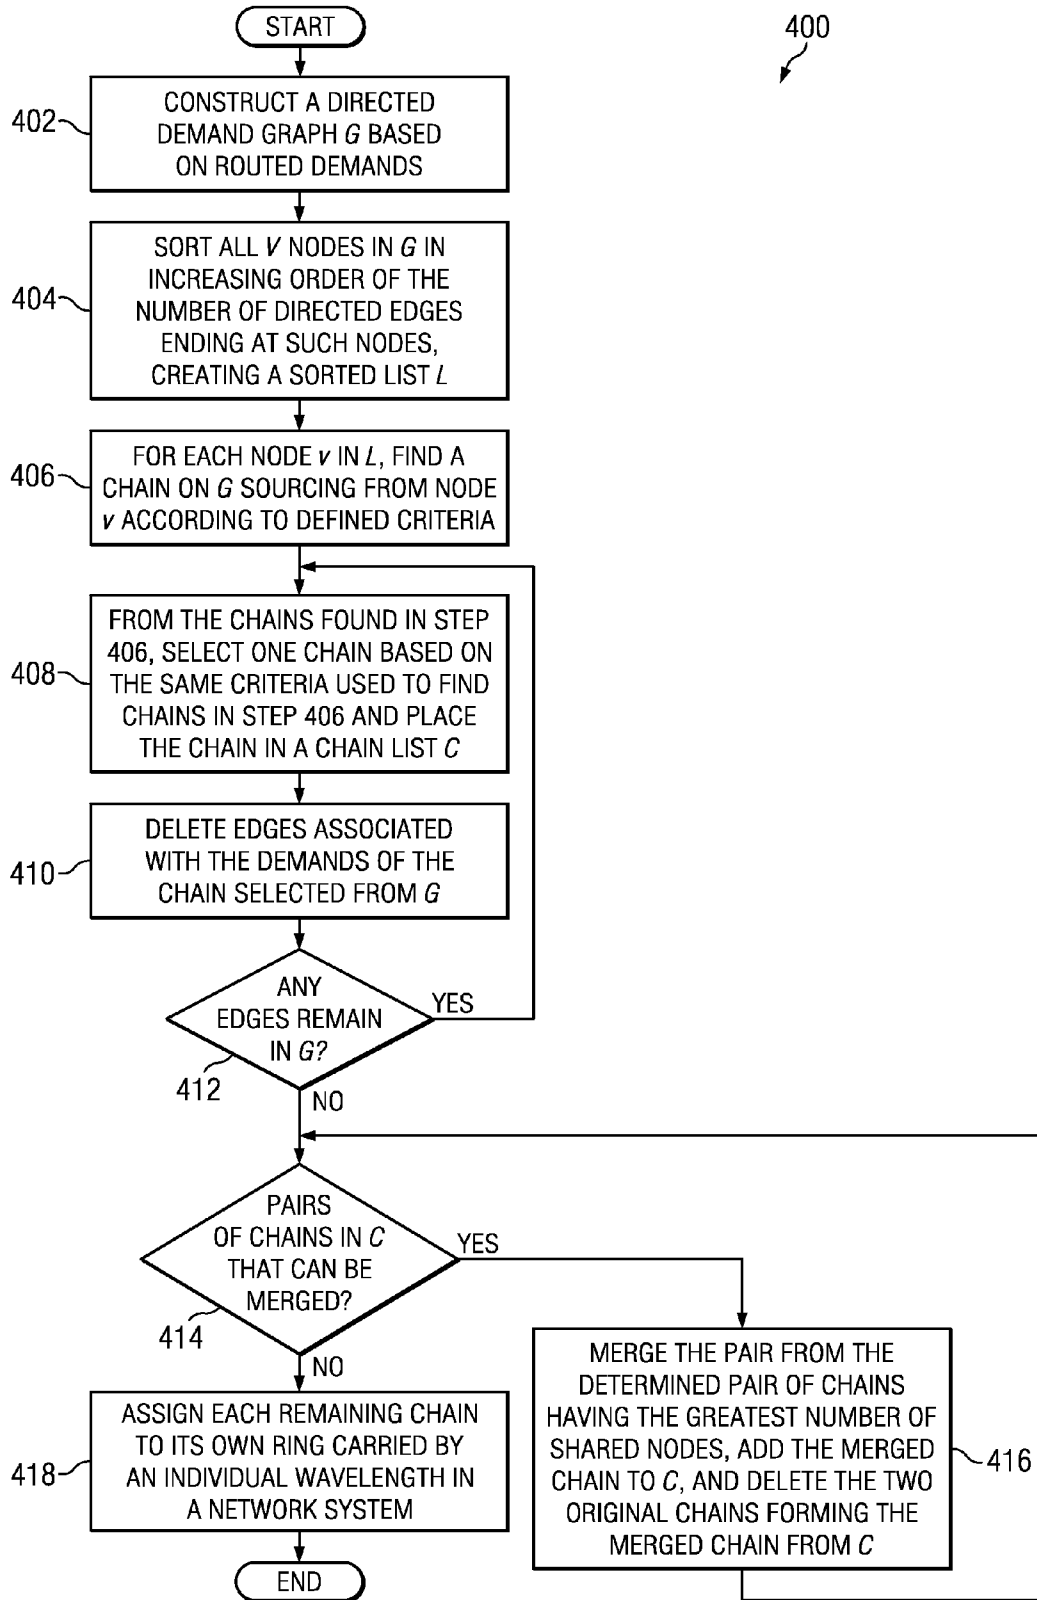 START
400
402
CONSTRUCT A DIRECTED
DEMAND GRAPH G BASED
ON ROUTED DEMANDS
404
SORT ALL V NODES IN G IN
INCREASING ORDER OF THE
NUMBER OF DIRECTED EDGES
ENDING AT SUCH NODES,
CREATING A SORTED LIST L
406
FOR EACH NODE v IN L, FIND A
CHAIN ON G SOURCING FROM NODE
v ACCORDING TO DEFINED CRITERIA
408
FROM THE CHAINS FOUND IN STEP
406, SELECT ONE CHAIN BASED ON
THE SAME CRITERIA USED TO FIND
CHAINS IN STEP 406 AND PLACE
THE CHAIN IN A CHAIN LIST C
410
DELETE EDGES ASSOCIATED
WITH THE DEMANDS OF THE
CHAIN SELECTED FROM G
ANY
EDGES REMAIN
IN G?
YES
412
NO
PAIRS
OF CHAINS IN C
THAT CAN BE
MERGED?
YES
414
NO
MERGE THE PAIR FROM THE
DETERMINED PAIR OF CHAINS
HAVING THE GREATEST NUMBER OF
SHARED NODES, ADD THE MERGED
CHAIN TO C, AND DELETE THE TWO
ORIGINAL CHAINS FORMING THE
MERGED CHAIN FROM C
416
418
ASSIGN EACH REMAINING CHAIN
TO ITS OWN RING CARRIED BY
AN INDIVIDUAL WAVELENGTH IN
A NETWORK SYSTEM
END